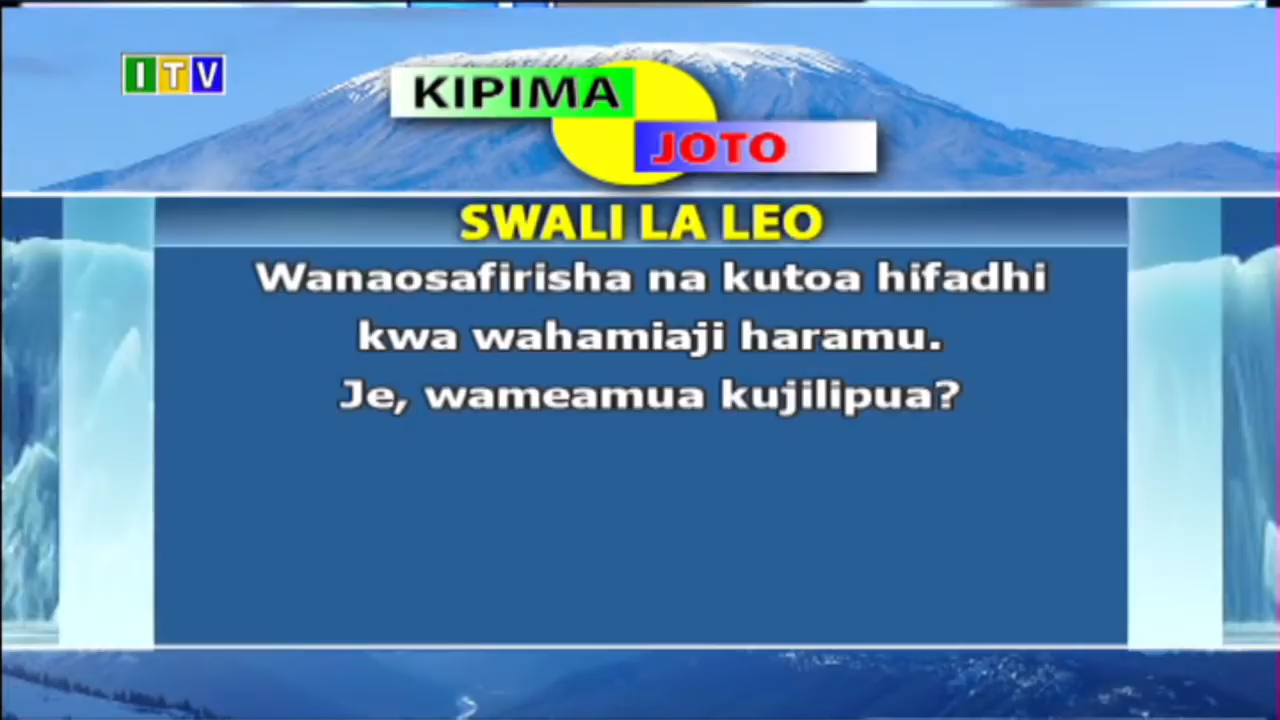 ITV
KIPIMA
JOTO
SWALI LA LEO
Wanaosafirisha na kutoa hifadhi
kwa wahamiaji haramu.
Je, wameamua kujilipua?